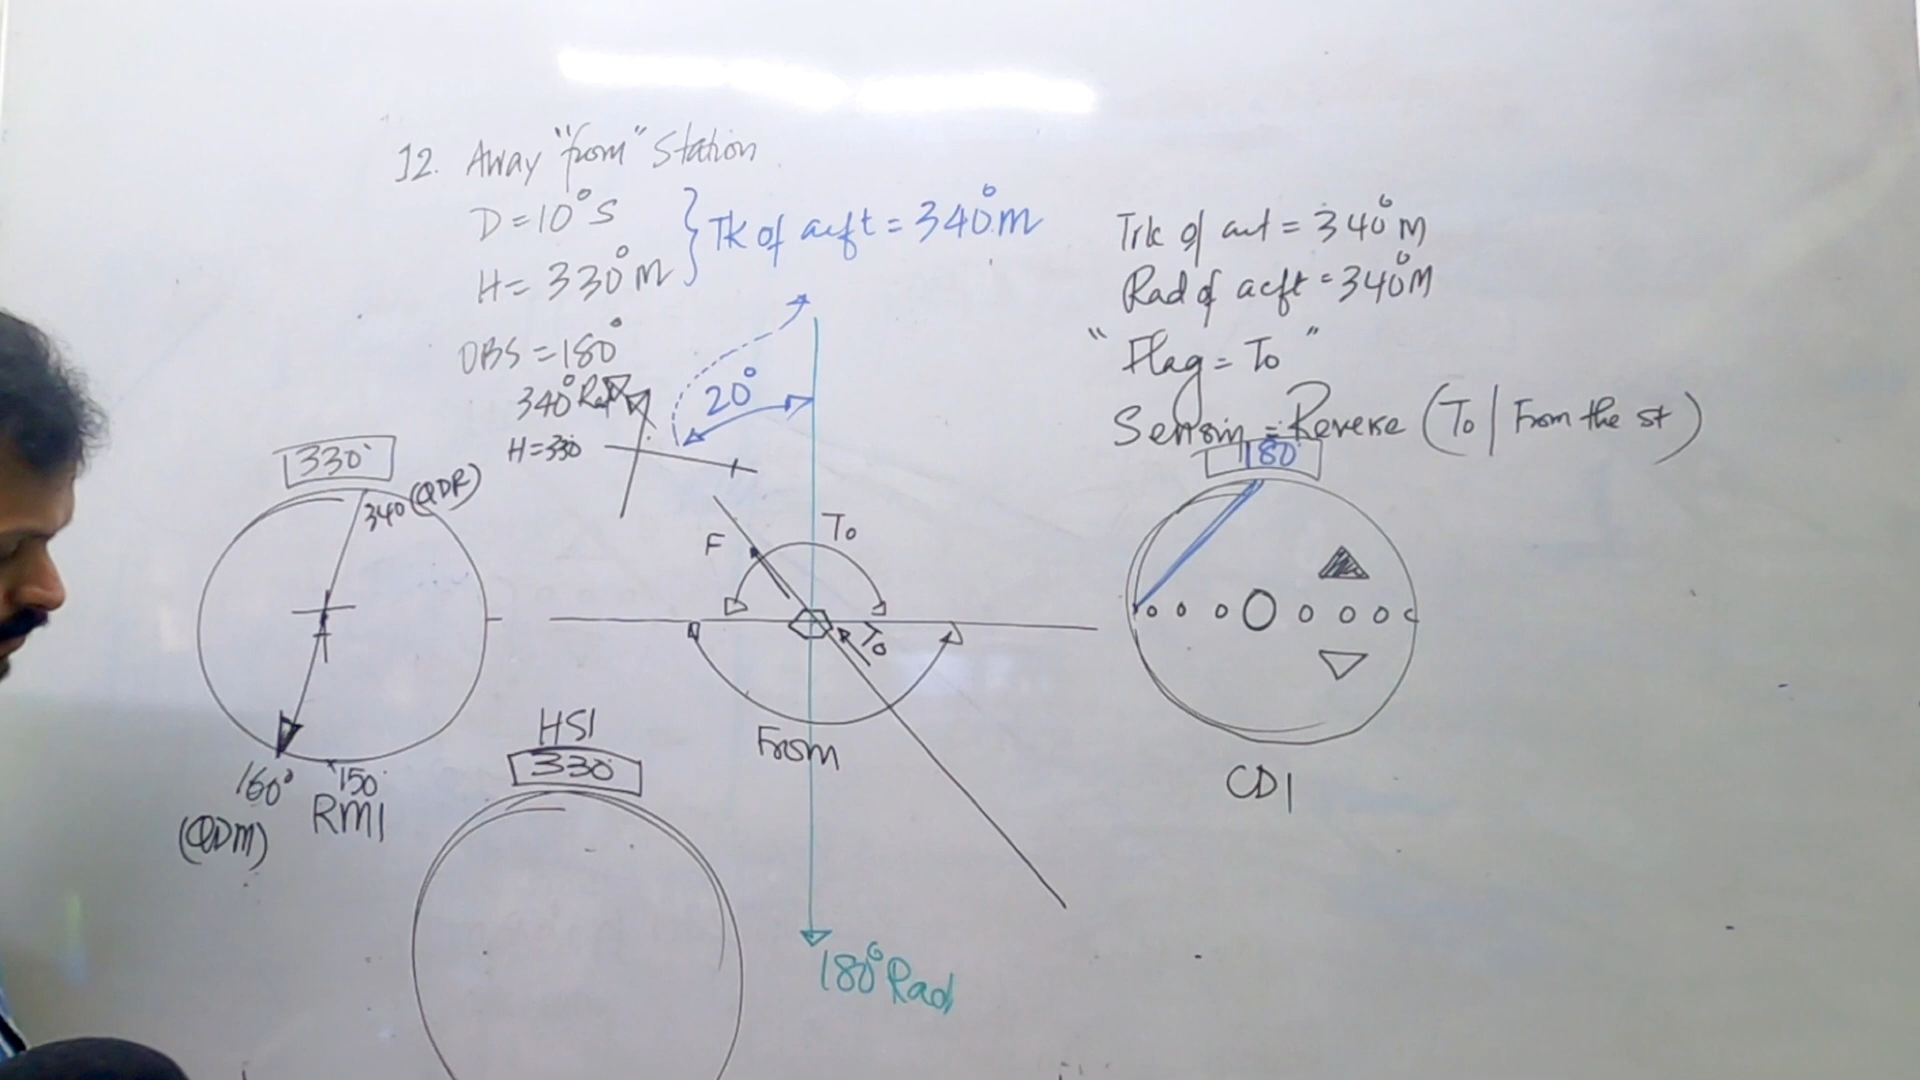 12. Away "from" Station
D = 10° S
H = 330° M
} Tk of acft = 340° M
OBS = 180°
Trk of acft = 340° M
Rad of acft = 340° M
"Flag = To"
Sensin = Reverse (To | From the st)
340° Rad
H = 330
20°
330°
340 (QDR)
160°
(QDM)
150
RMI
F
To
To
From
180° Rad
HSI
330
180
CDI